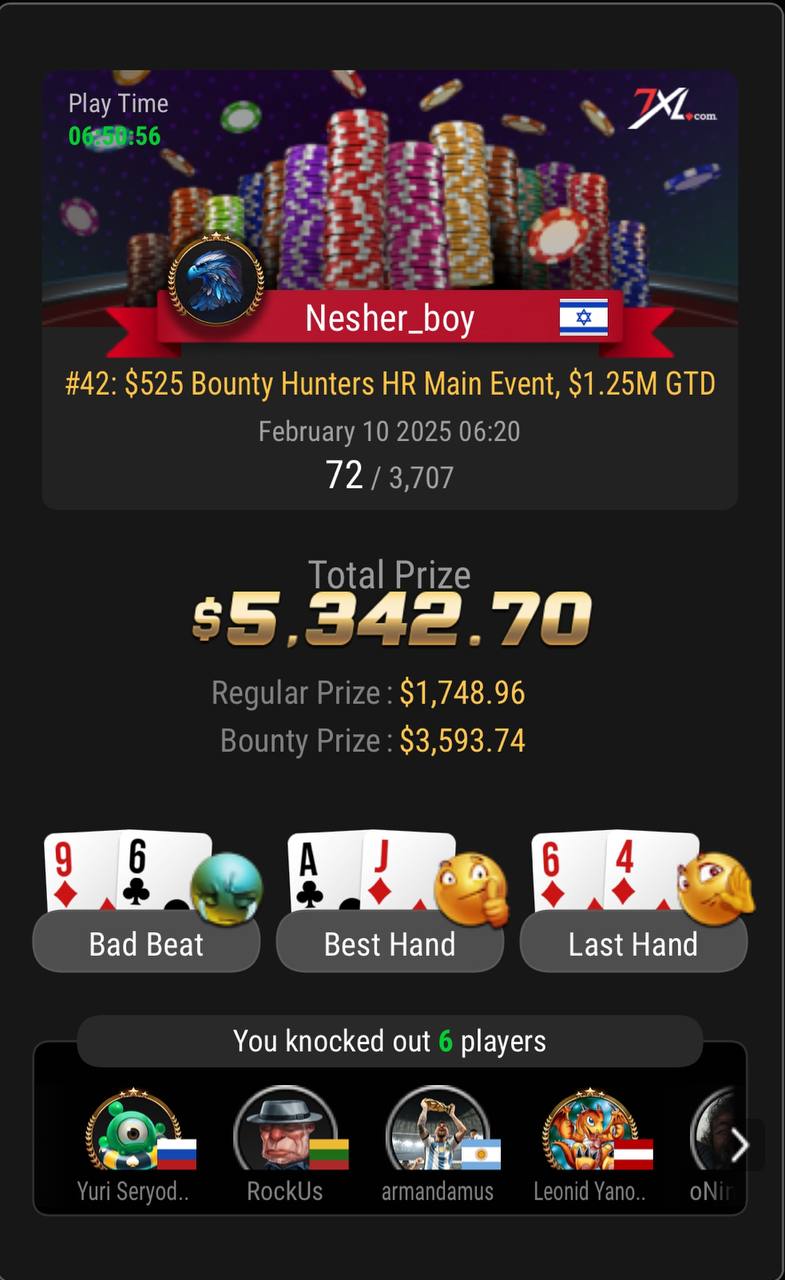 Play Time
06:50:56
7XL.com
Nesher_boy
#42: $525 Bounty Hunters HR Main Event, $1.25M GTD
February 10 2025 06:20
72 / 3,707
Total Prize
$5,342.70
Regular Prize : $1,748.96
Bounty Prize : $3,593.74
9 6 A J 6 4
Bad Beat Best Hand Last Hand
You knocked out 6 players
Yuri Seryod.. RockUs armandamus Leonid Yano..